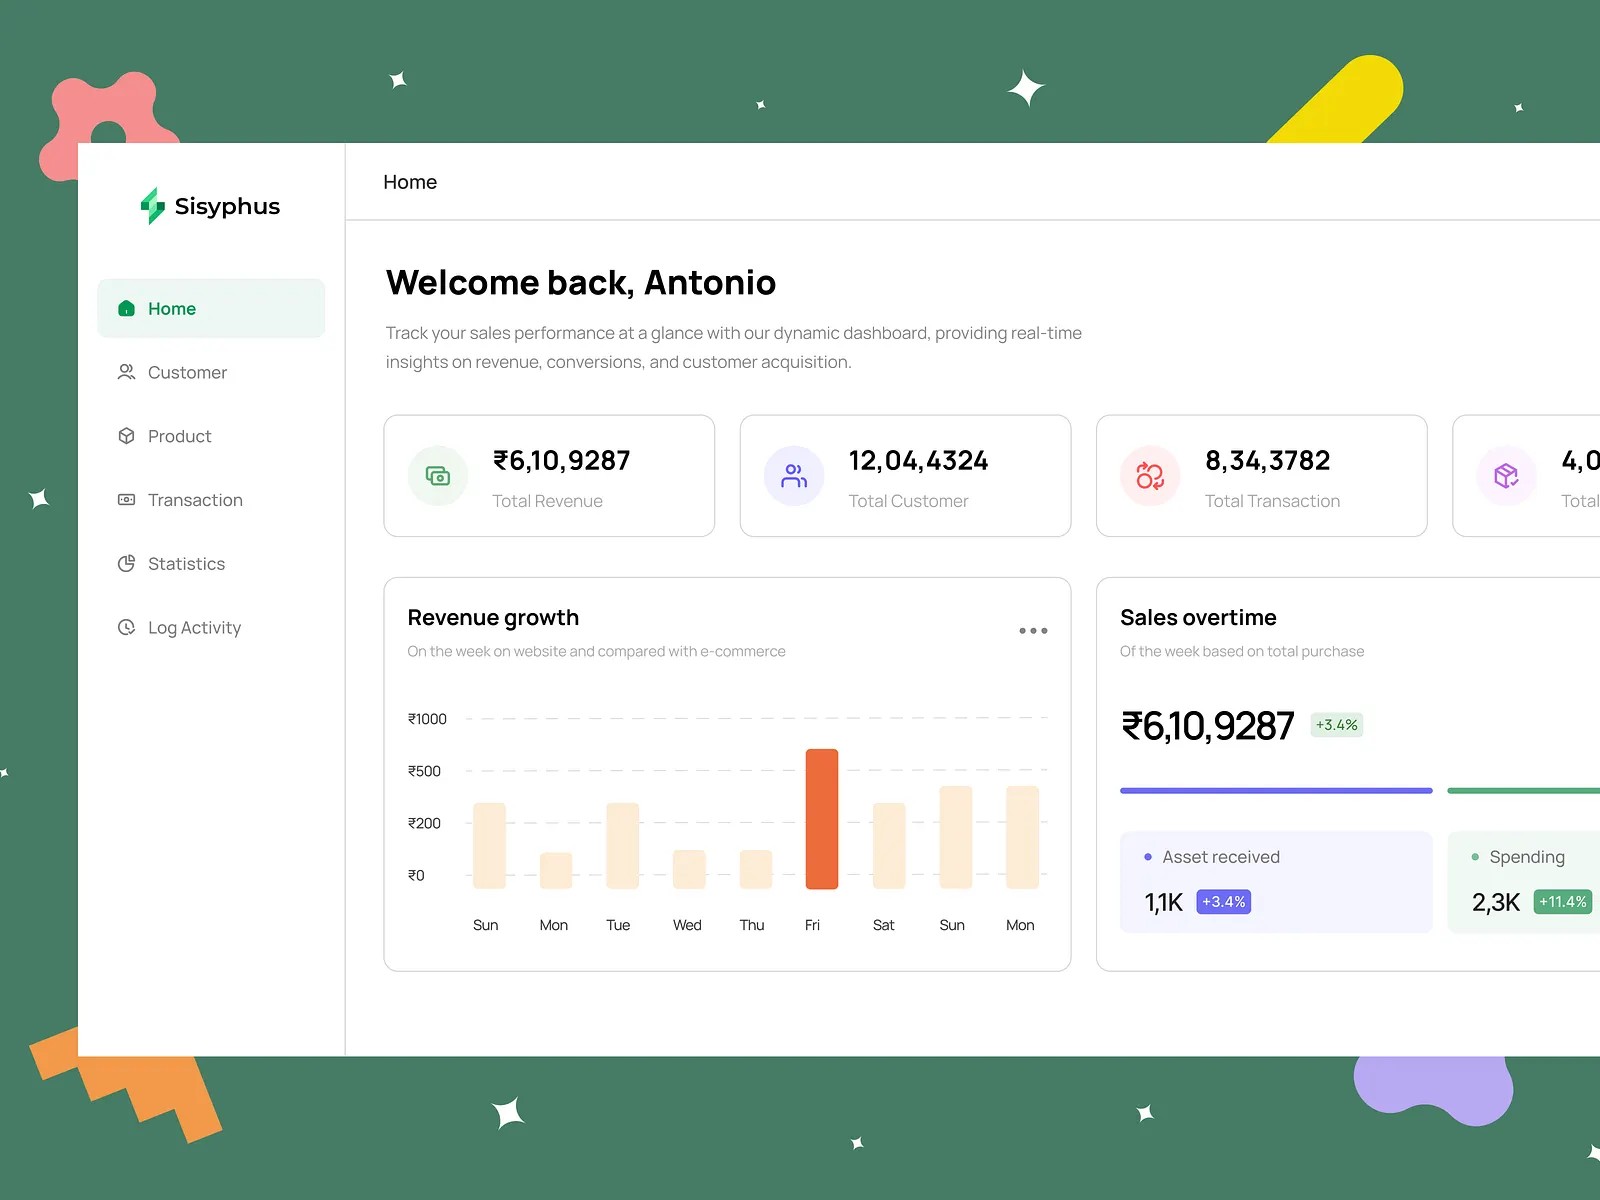 Sisyphus
Home
Home
Customer
Product
Transaction
Statistics
Log Activity
Welcome back, Antonio
Track your sales performance at a glance with our dynamic dashboard, providing real-time
insights on revenue, conversions, and customer acquisition.
₹6,10,9287
Total Revenue
12,04,4324
Total Customer
8,34,3782
Total Transaction
4,0
Total
Revenue growth
On the week on website and compared with e-commerce
₹1000
₹500
₹200
₹0
Sun Mon Tue Wed Thu Fri Sat Sun Mon
Sales overtime
Of the week based on total purchase
₹6,10,9287 +3.4%
Asset received
1,1K +3.4%
Spending
2,3K +11.4%